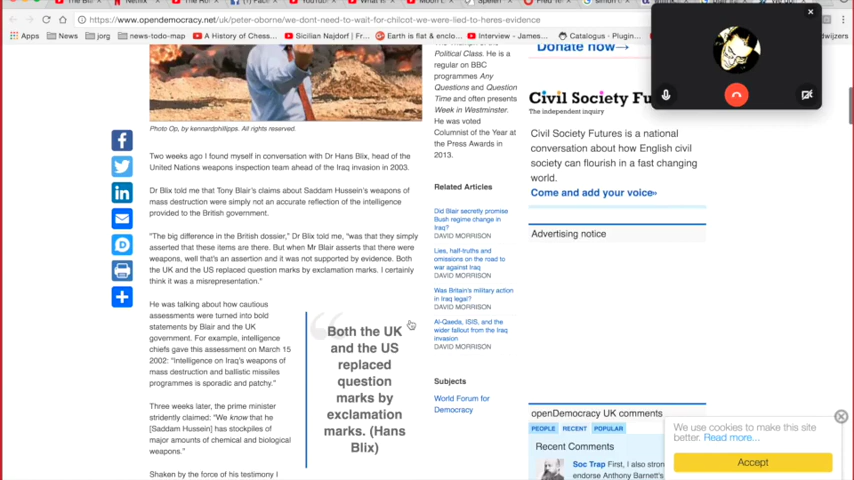 https://www.opendemocracy.net/uk/peter-oborne/we-dont-need-to-wait-for-chilcot-we-were-lied-to-heres-evidence
Apps
News
jorg
news-todo-map
A History of Chess...
Sicilian Najdorf | Fr...
Earth is flat & enclo...
Interview - James...
Catalogus - Plugin...
Photo Op, by kennardphillipps. All rights reserved.
Two weeks ago I found myself in conversation with Dr Hans Blix, head of the
United Nations weapons inspection team ahead of the Iraq invasion in 2003.
Dr Blix told me that Tony Blair's claims about Saddam Hussein's weapons of
mass destruction were simply not an accurate reflection of the intelligence
provided to the British government.
"The big difference in the British dossier," Dr Blix told me, "was that they simply
asserted that these items are there. But when Mr Blair asserts that there were
weapons, well that's an assertion and it was not supported by evidence. Both
the UK and the US replaced question marks by exclamation marks. I certainly
think it was a misrepresentation."
He was talking about how cautious
assessments were turned into bold
statements by Blair and the UK
government. For example, intelligence
chiefs gave this assessment on March 15
2002: "Intelligence on Iraq's weapons of
mass destruction and ballistic missiles
programmes is sporadic and patchy."
Three weeks later, the prime minister
stridently claimed: "We know that he
[Saddam Hussein] has stockpiles of
major amounts of chemical and biological
weapons."
Shaken by the force of his testimony I
Both the UK
and the US
replaced
question
marks by
exclamation
marks. (Hans
Blix)
Political Class. He is a
regular on BBC
programmes Any
Questions and Question
Time and often presents
Week in Westminster.
He was voted
Columnist of the Year at
the Press Awards in
2013.
Related Articles
Did Blair secretly promise
Bush regime change in
Iraq?
DAVID MORRISON
Lies, half-truths and
omissions on the road to
war against Iraq
DAVID MORRISON
Was Britain's military action
in Iraq legal?
DAVID MORRISON
Al-Qaeda, ISIS, and the
wider fallout from the Iraq
invasion
DAVID MORRISON
Subjects
World Forum for
Democracy
Donate now→
Civil Society Fu
The independent inquiry
Civil Society Futures is a national
conversation about how English civil
society can flourish in a fast changing
world.
Come and add your voice»
Advertising notice
openDemocracy UK comments
PEOPLE RECENT POPULAR
Recent Comments
Soc Trap First, I also stron
endorse Anthony Barnett's
We use cookies to make this site
better. Read more...
Accept